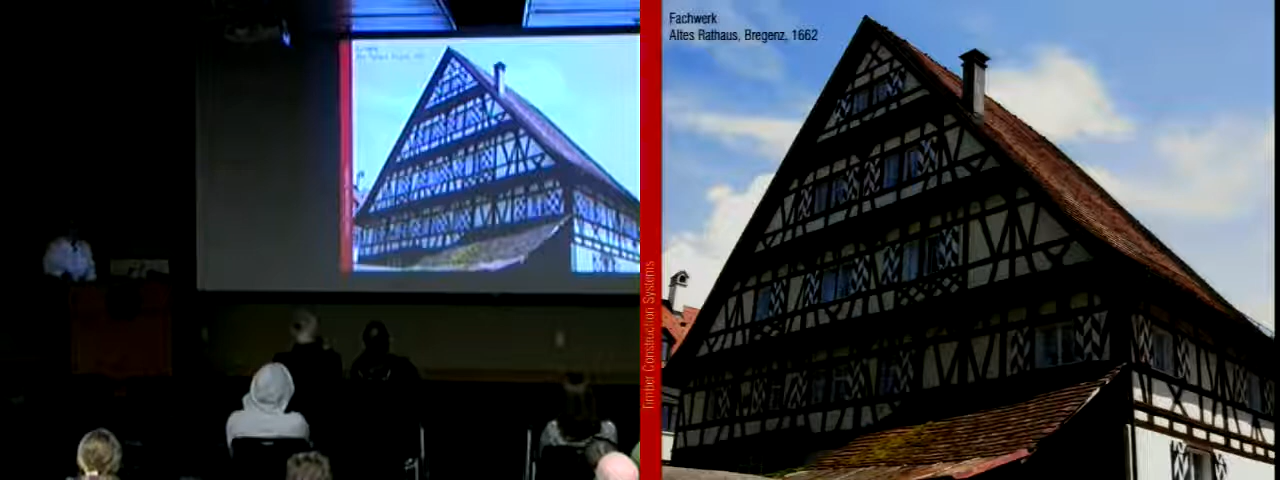 Fachwerk
Altes Rathaus, Bregenz, 1662
Timber Construction Systems